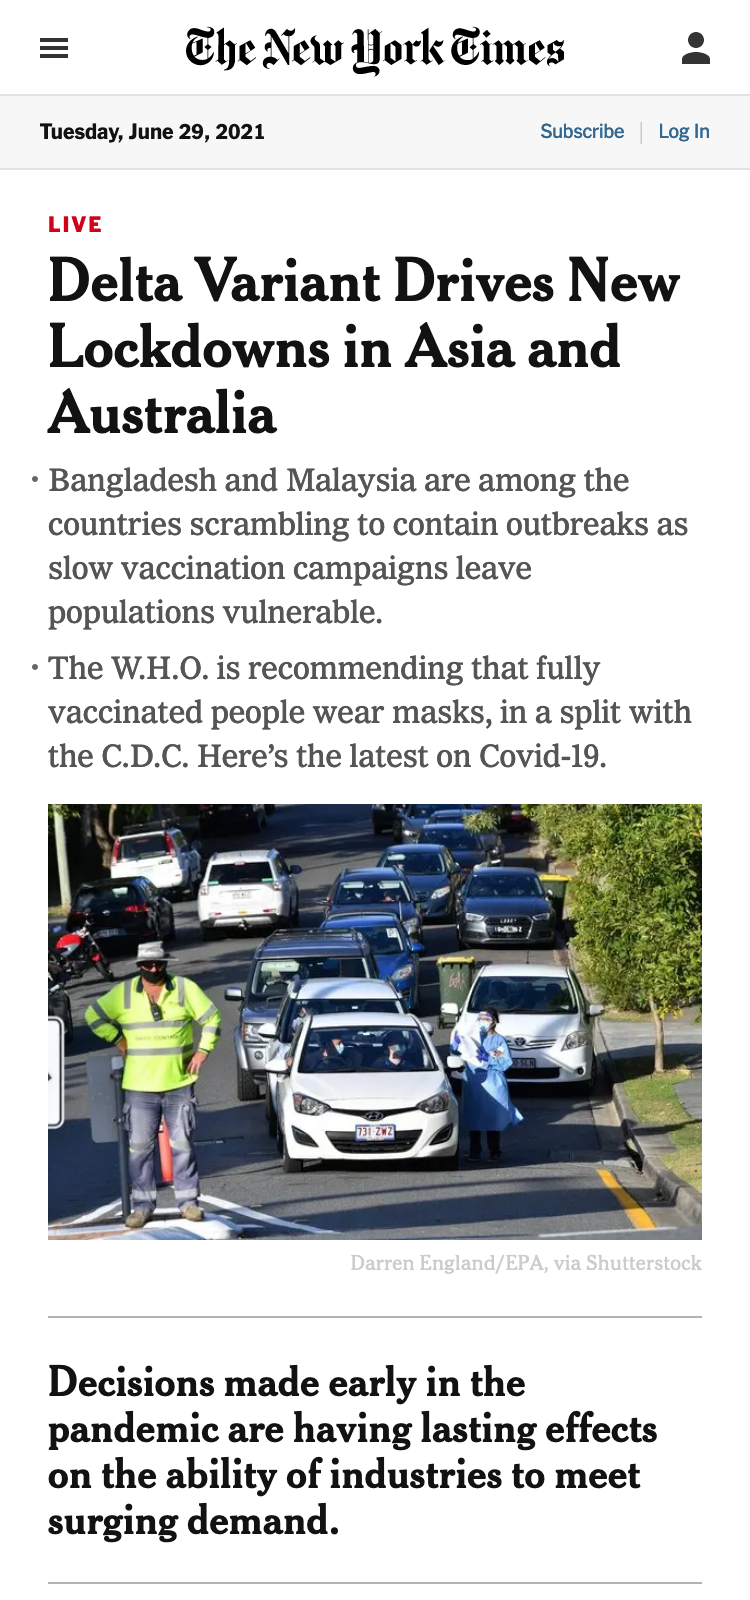 The New York Times
Tuesday, June 29, 2021
Subscribe
Log In
LIVE
Delta Variant Drives New
Lockdowns in Asia and
Australia
• Bangladesh and Malaysia are among the
countries scrambling to contain outbreaks as
slow vaccination campaigns leave
populations vulnerable.
• The W.H.O. is recommending that fully
vaccinated people wear masks, in a split with
the C.D.C. Here’s the latest on Covid-19.
731·ZWZ
Darren England/EPA, via Shutterstock
Decisions made early in the
pandemic are having lasting effects
on the ability of industries to meet
surging demand.